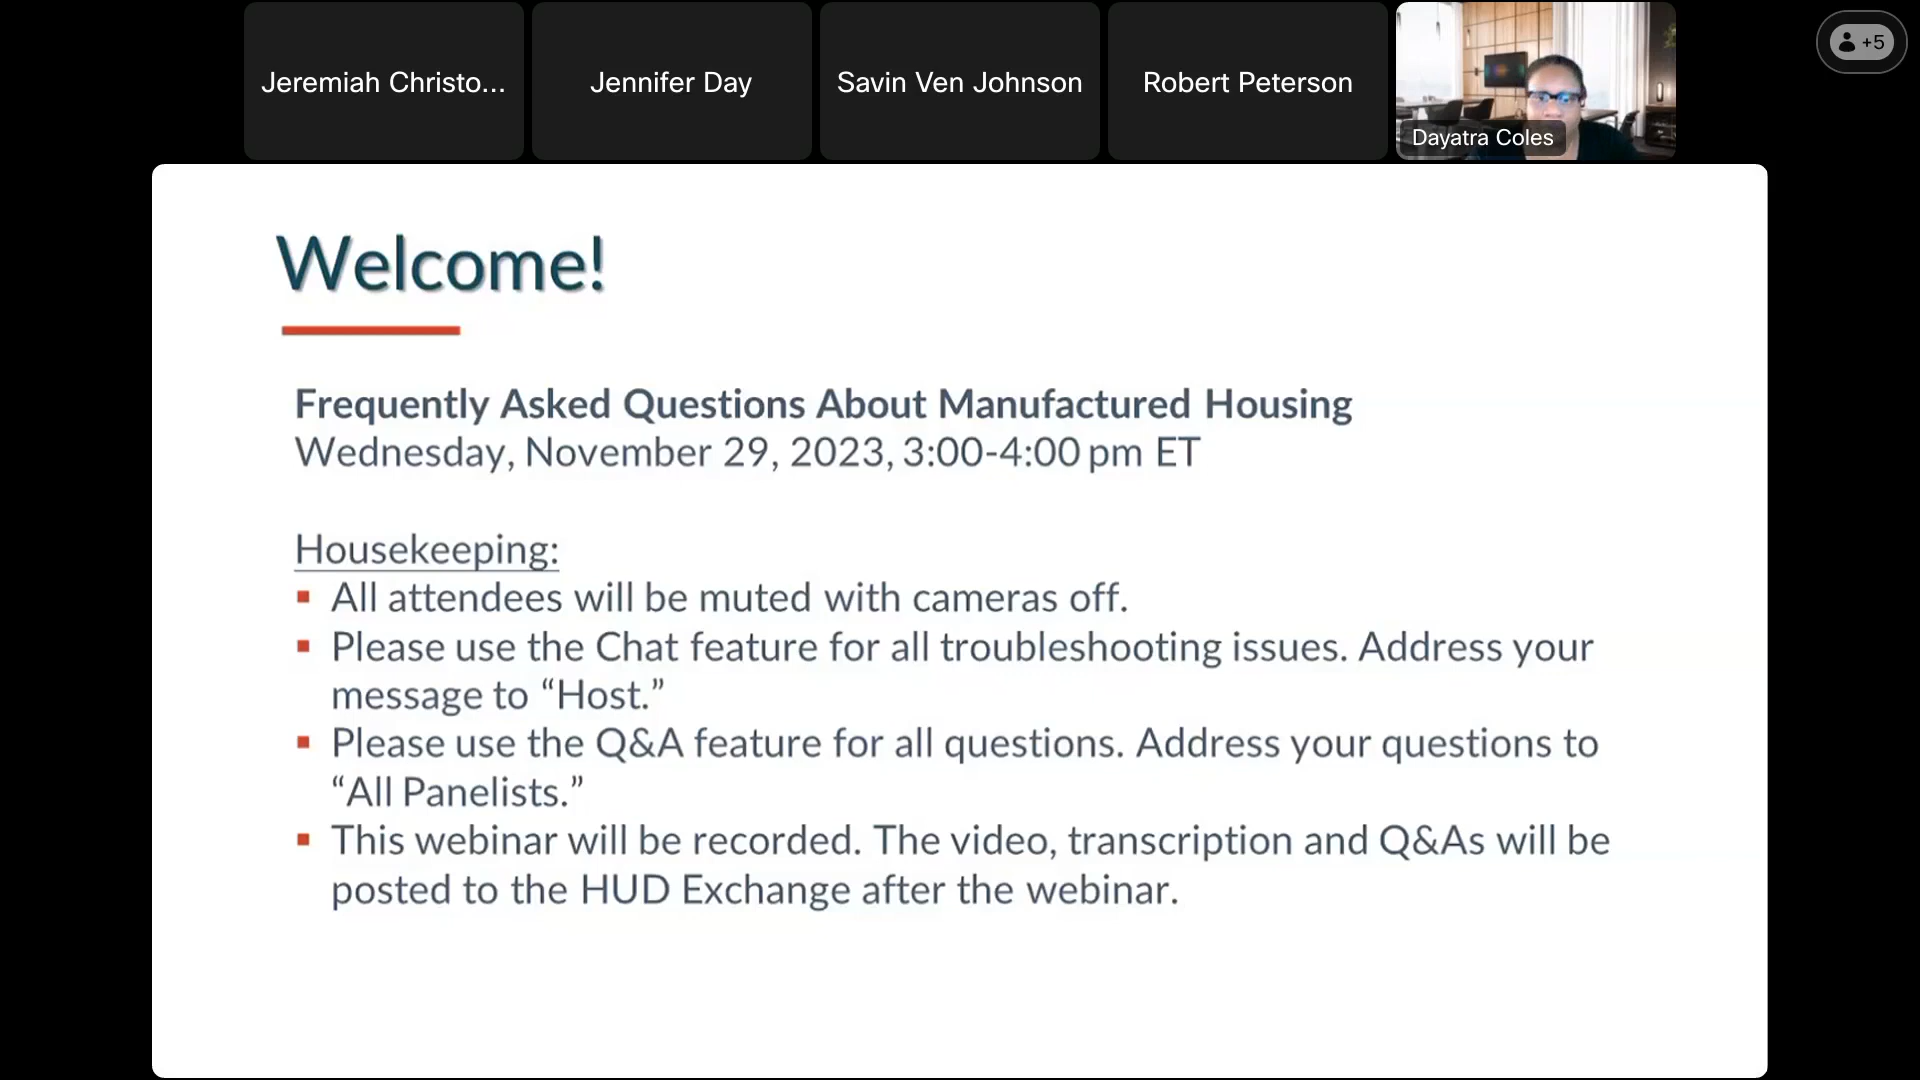 Jeremiah Christo...
Jennifer Day
Savin Ven Johnson
Robert Peterson
Dayatra Coles
+5
Welcome!
Frequently Asked Questions About Manufactured Housing
Wednesday, November 29, 2023, 3:00-4:00 pm ET
Housekeeping:
▪ All attendees will be muted with cameras off.
▪ Please use the Chat feature for all troubleshooting issues. Address your
message to “Host.”
▪ Please use the Q&A feature for all questions. Address your questions to
“All Panelists.”
▪ This webinar will be recorded. The video, transcription and Q&As will be
posted to the HUD Exchange after the webinar.